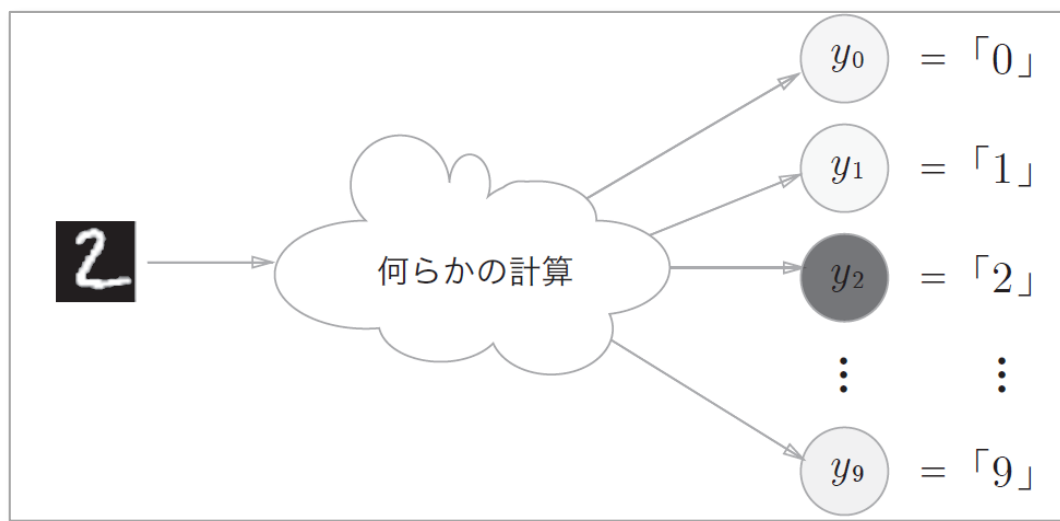 y0 = 「0」
y1 = 「1」
2
何らかの計算
y2 = 「2」
⋮ ⋮
y9 = 「9」